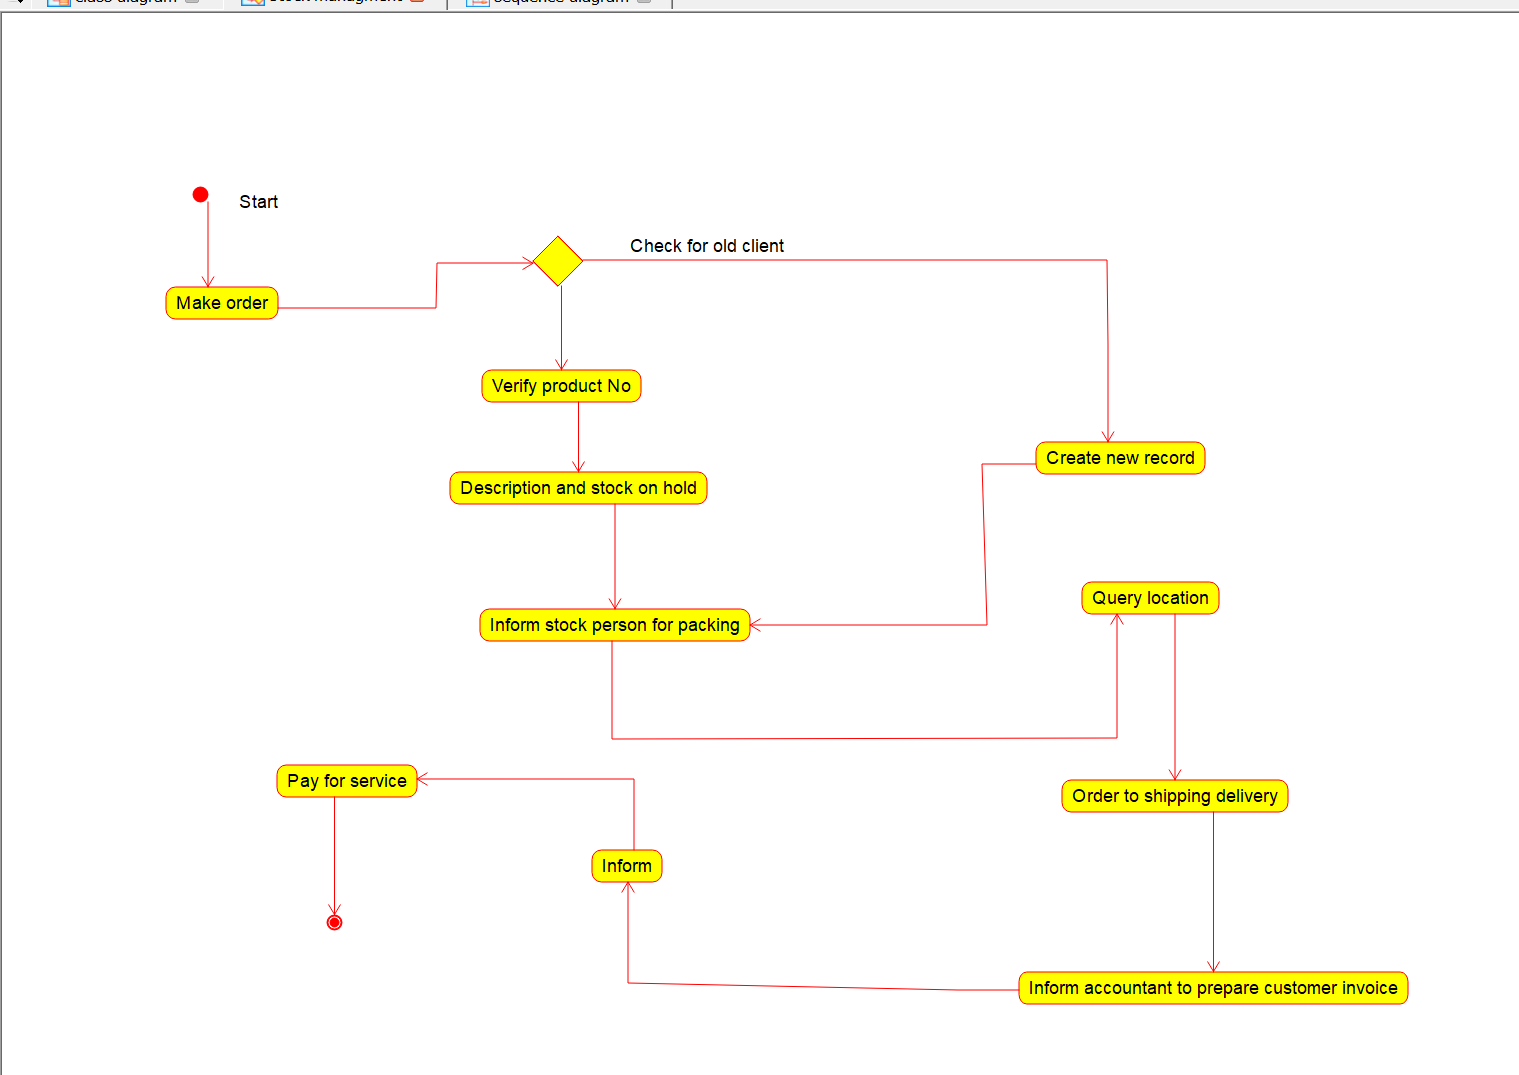 Start
Check for old client
Make order
Verify product No
Create new record
Description and stock on hold
Query location
Inform stock person for packing
Pay for service
Order to shipping delivery
Inform
Inform accountant to prepare customer invoice